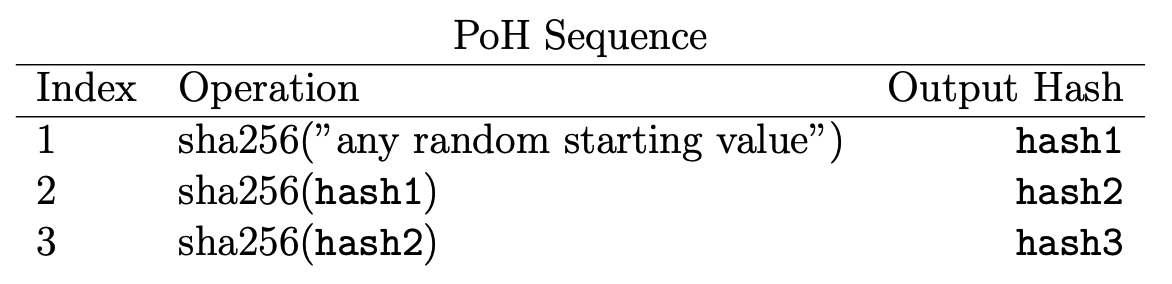 PoH Sequence
Index Operation Output Hash
1 sha256(”any random starting value”) hash1
2 sha256(hash1) hash2
3 sha256(hash2) hash3